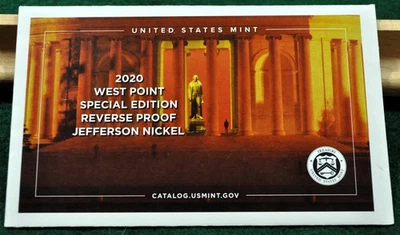 UNITED STATES MINT
2020
WEST POINT
SPECIAL EDITION
REVERSE PROOF
JEFFERSON NICKEL
CATALOG.USMINT.GOV